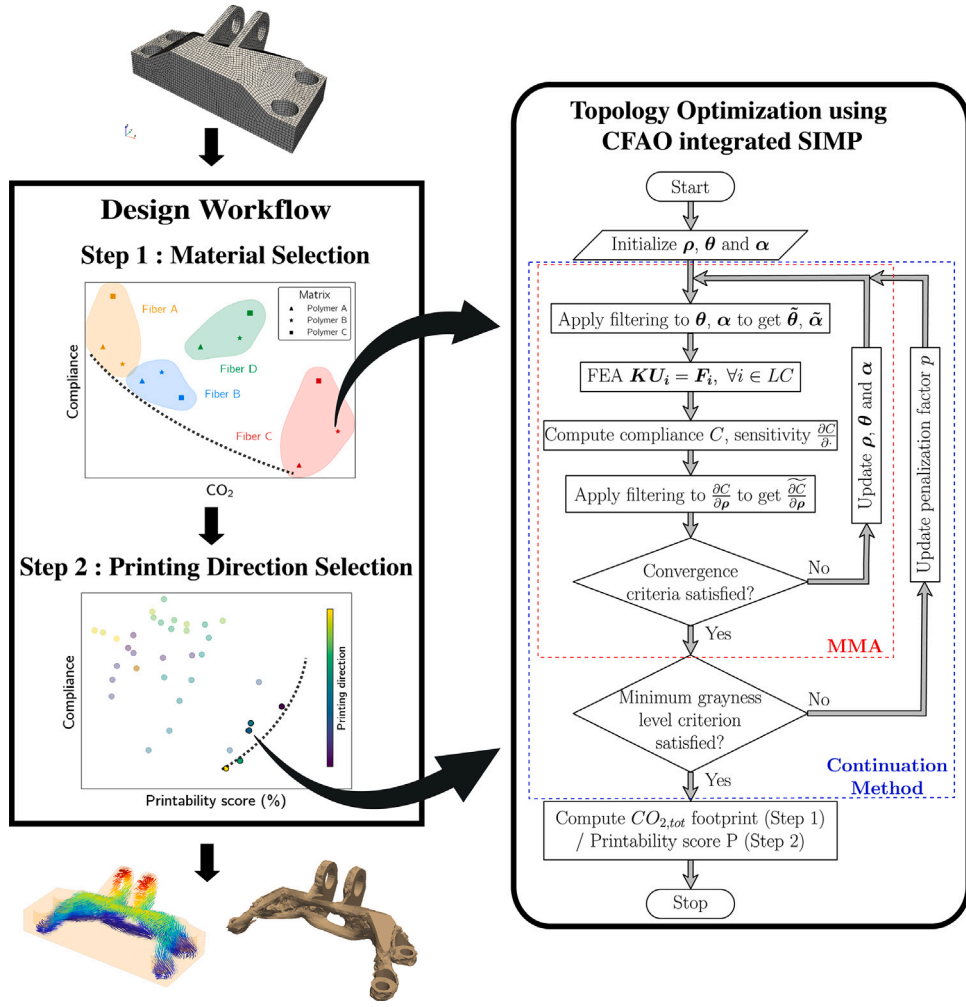 Design Workflow
Step 1 : Material Selection
Matrix
Polymer A
Polymer B
Polymer C
Fiber A
Fiber D
Fiber B
Fiber C
Compliance
CO₂
Step 2 : Printing Direction Selection
Compliance
Printing direction
Printability score (%)
Topology Optimization using
CFAO integrated SIMP
Start
Initialize ρ, θ and α
Apply filtering to θ, α to get θ̃, α̃
FEA KUᵢ = Fᵢ, ∀i ∈ LC
Compute compliance C, sensitivity ∂C/∂·
Apply filtering to ∂C/∂ρ to get ∂C̃/∂ρ
Convergence
criteria satisfied?
No
Yes
Update ρ, θ and α
Update penalization factor p
MMA
Minimum grayness
level criterion
satisfied?
No
Yes
Continuation
Method
Compute CO₂,tot footprint (Step 1)
/ Printability score P (Step 2)
Stop